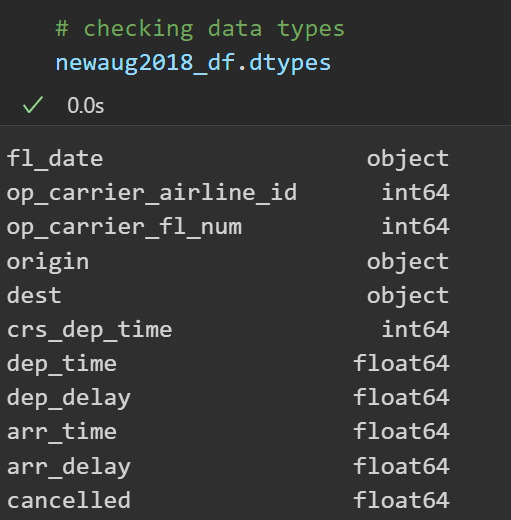 # checking data types
newaug2018_df.dtypes
0.0s
fl_date object
op_carrier_airline_id int64
op_carrier_fl_num int64
origin object
dest object
crs_dep_time int64
dep_time float64
dep_delay float64
arr_time float64
arr_delay float64
cancelled float64